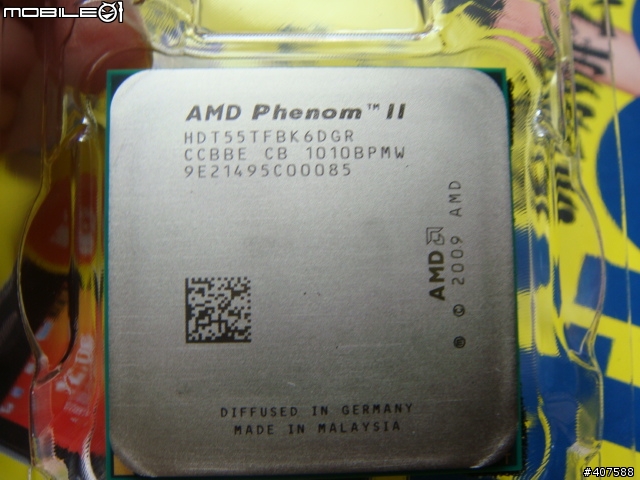 MOBILE01
AMD Phenom™ II
HDT55TFBK6DGR
CCBBE CB 1010BPMW
9E21495C00085
AMD
® © 2009 AMD
DIFFUSED IN GERMANY
MADE IN MALAYSIA
#407588